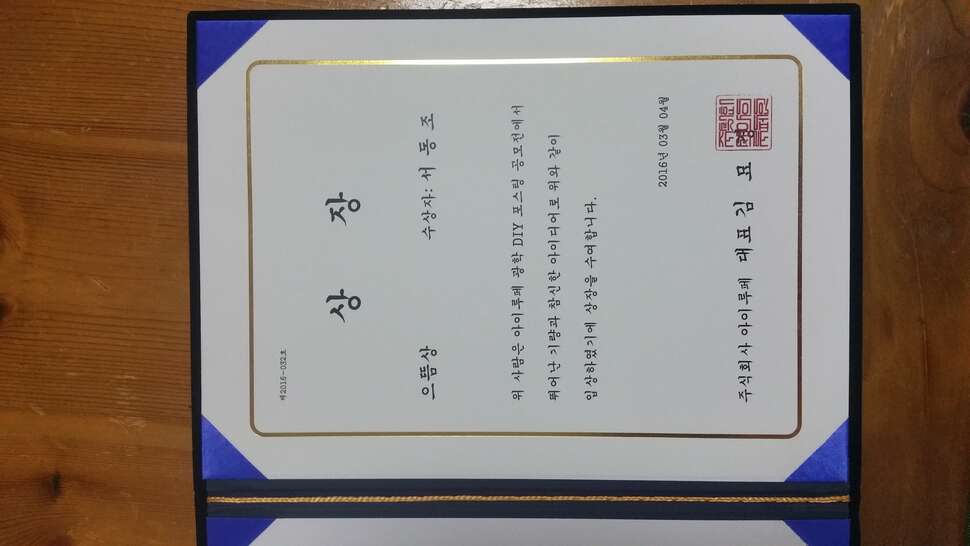 제2016-032호
상 장
으뜸상
수상자: 서 동 조
위 사람은 아이루페 광학 DIY 포스팅 공모전에서
뛰어난 기량과 참신한 아이디어로 위와 같이
입상하였기에 상장을 수여합니다.
2016년 03월 04일
주식회사 아이루페 대표 김 묘